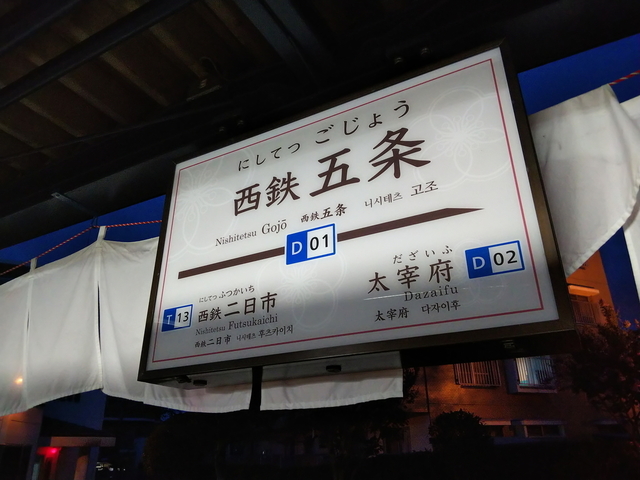 にしてつ ごじょう
西鉄 五条
Nishitetsu Gojō 西鉄五条 니시테츠 고조
D 01
T 13
にしてつ ふつかいち
西鉄 二日市
Nishitetsu Futsukaichi
西鉄二日市 니시테츠 후츠카이치
だざいふ
太宰府
D 02
Dazaifu
太宰府 다자이후